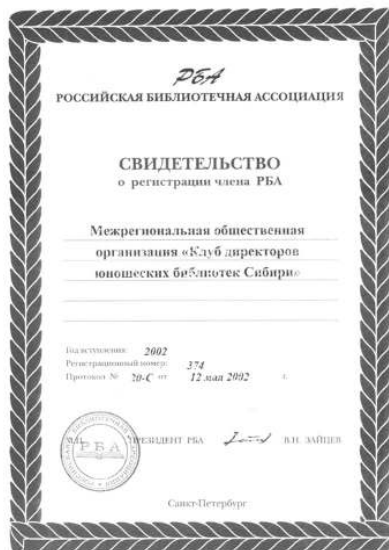 РБА
РОССИЙСКАЯ БИБЛИОТЕЧНАЯ АССОЦИАЦИЯ
СВИДЕТЕЛЬСТВО
о регистрации члена РБА
Межрегиональная общественная
организация «Клуб директоров
юношеских библиотек Сибири»
Год вступления: 2002
Регистрационный номер: 374
Протокол № 20-С от 12 мая 2002 г.
РБА
ПРЕЗИДЕНТ РБА В.Н. ЗАЙЦЕВ
Санкт-Петербург